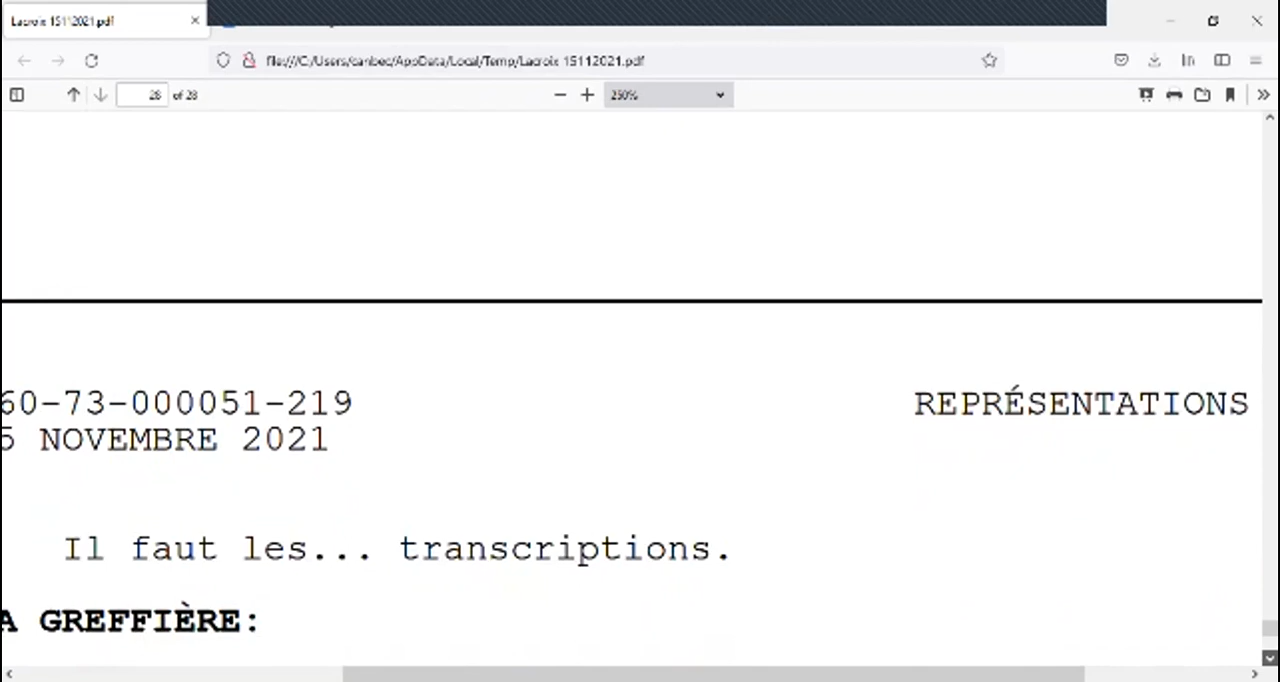 Lacroix 15112021.pdf
file:///C:/Users/canbec/AppData/Local/Temp/Lacroix 15112021.pdf
28 of 28
250%
60-73-000051-219 REPRÉSENTATIONS
5 NOVEMBRE 2021
Il faut les... transcriptions.
A GREFFIÈRE: